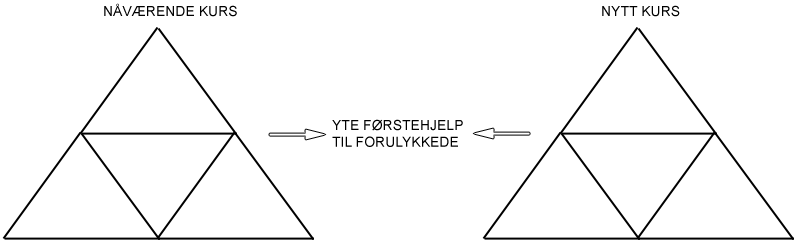 NÅVÆRENDE KURS
NYTT KURS
YTE FØRSTEHJELP
TIL FORULYKKEDE